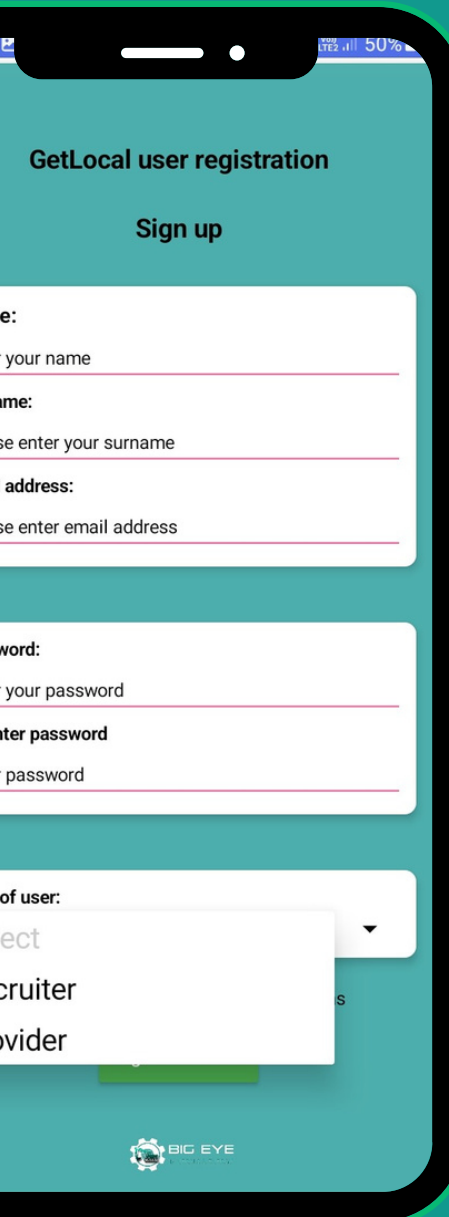 LTE2 50%
GetLocal user registration
Sign up
e:
your name
ame:
se enter your surname
address:
se enter email address
word:
your password
nter password
password
of user:
ect
cruiter
s
ovider
BIG EYE